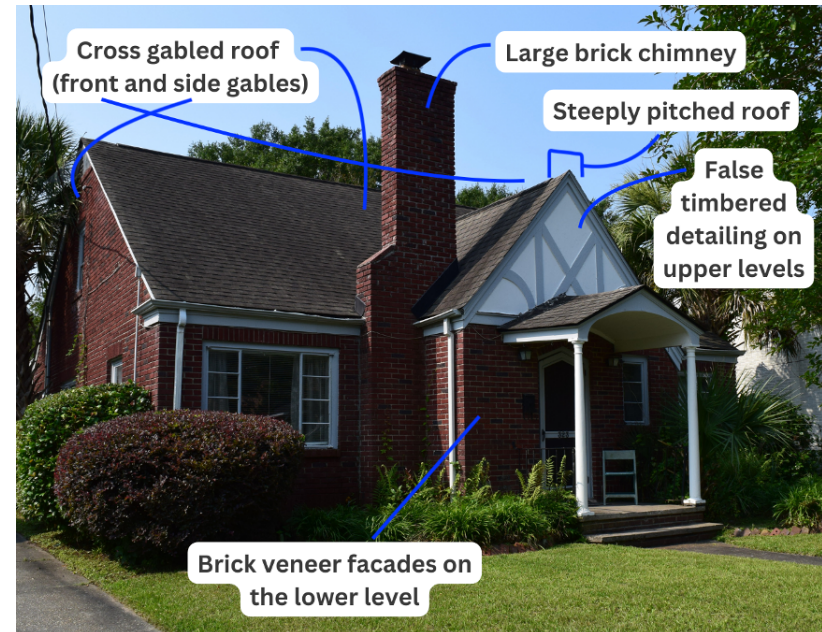 Cross gabled roof
(front and side gables)
Large brick chimney
Steeply pitched roof
False
timbered
detailing on
upper levels
Brick veneer facades on
the lower level